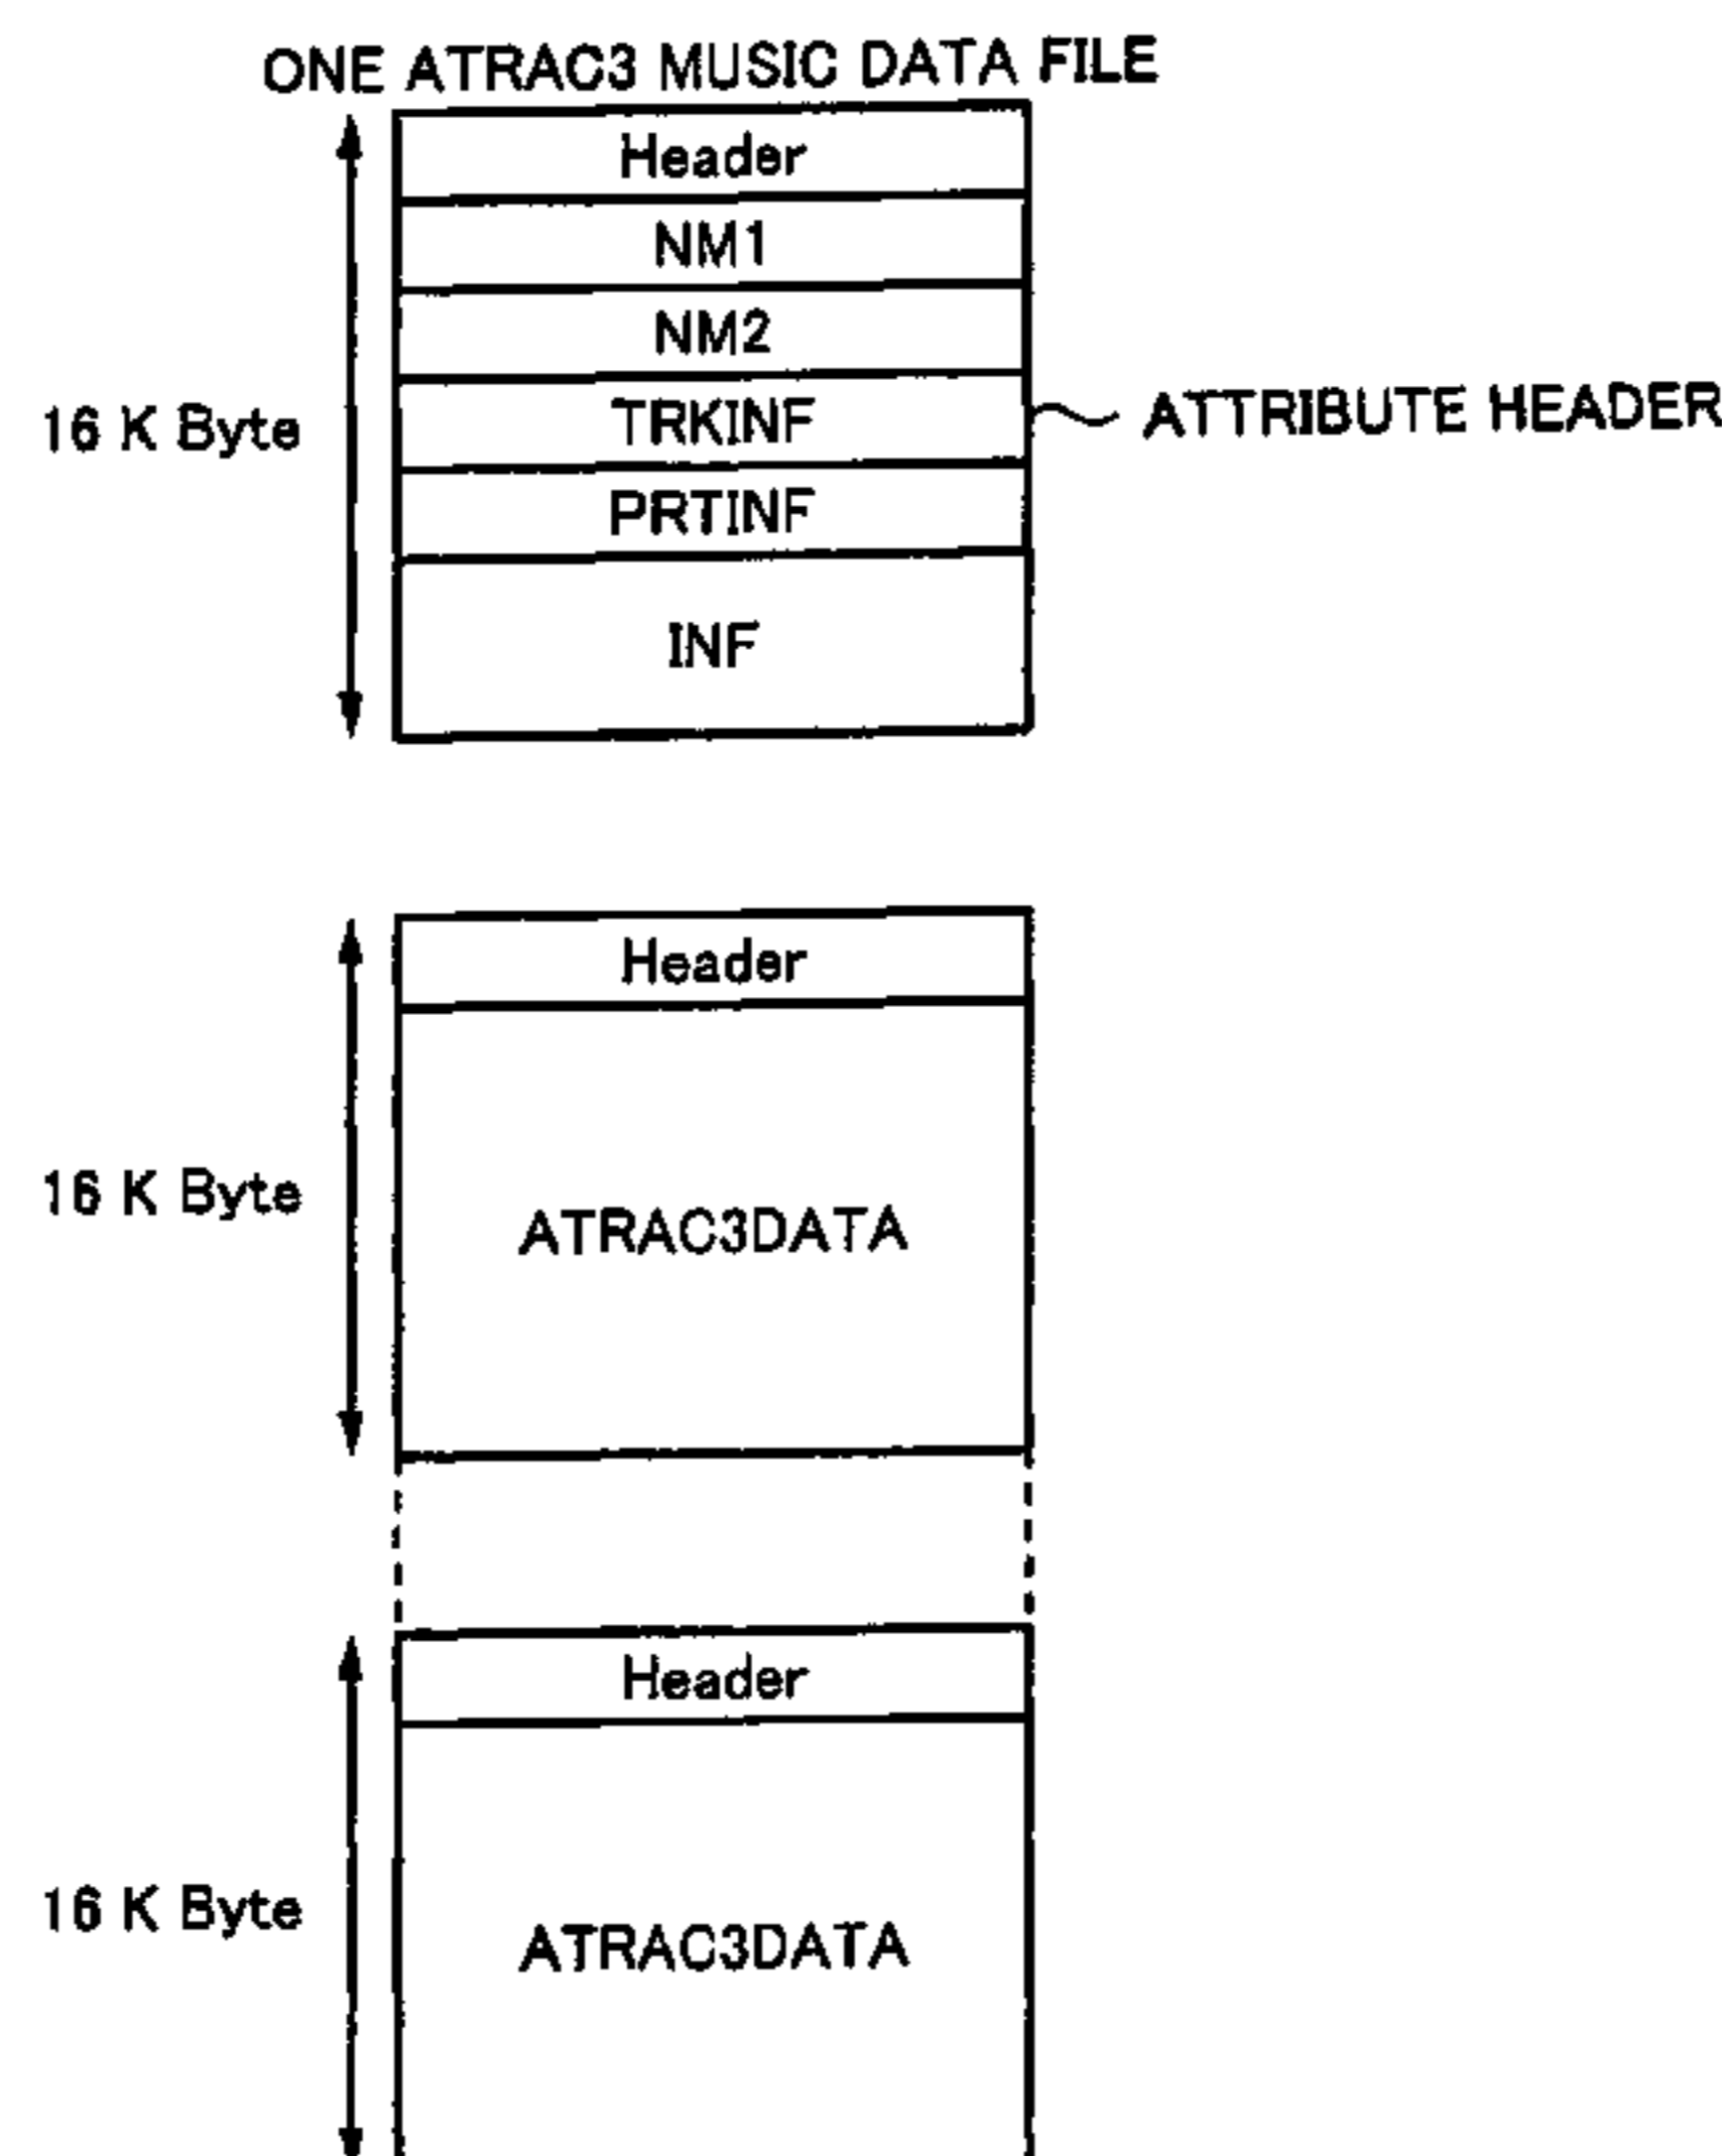 ONE ATRAC3 MUSIC DATA FILE
Header
NM1
NM2
16 K Byte
TRKINF
ATTRIBUTE HEADER
PRTINF
INF
Header
16 K Byte
ATRAC3DATA
Header
16 K Byte
ATRAC3DATA